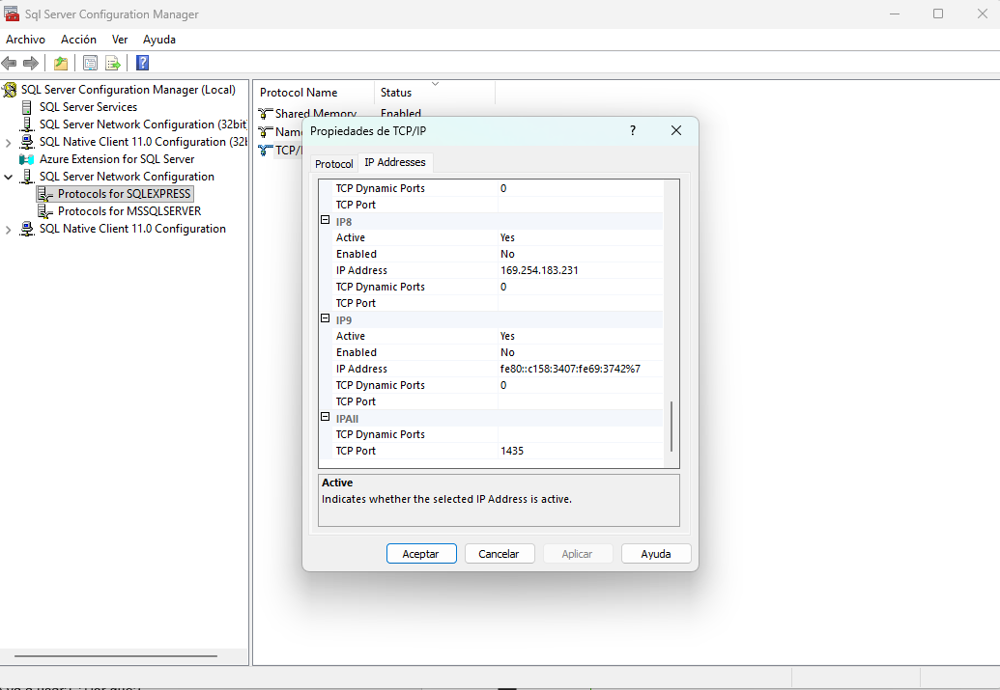 Sql Server Configuration Manager
Archivo Acción Ver Ayuda
SQL Server Configuration Manager (Local)
SQL Server Services
SQL Server Network Configuration (32bit
SQL Native Client 11.0 Configuration (32b
Azure Extension for SQL Server
SQL Server Network Configuration
Protocols for SQLEXPRESS
Protocols for MSSQLSERVER
SQL Native Client 11.0 Configuration
Protocol Name Status
Shared Memory Enabled
Name
TCP/I
Propiedades de TCP/IP
?
Protocol IP Addresses
TCP Dynamic Ports 0
TCP Port
IP8
Active Yes
Enabled No
IP Address 169.254.183.231
TCP Dynamic Ports 0
TCP Port
IP9
Active Yes
Enabled No
IP Address fe80::c158:3407:fe69:3742%7
TCP Dynamic Ports 0
TCP Port
IPAll
TCP Dynamic Ports
TCP Port 1435
Active
Indicates whether the selected IP Address is active.
Aceptar Cancelar Aplicar Ayuda